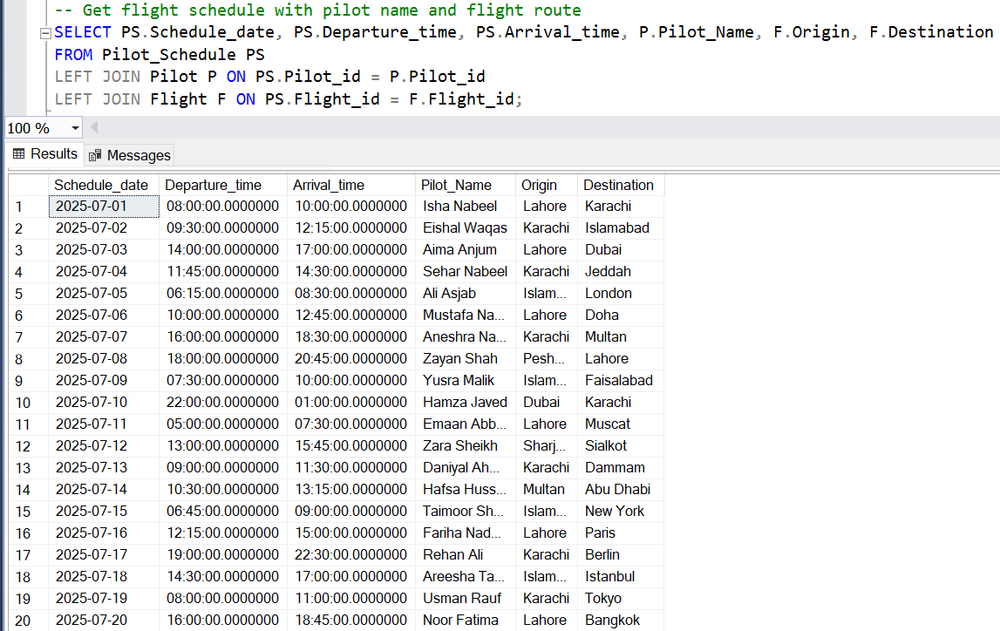 -- Get flight schedule with pilot name and flight route
SELECT PS.Schedule_date, PS.Departure_time, PS.Arrival_time, P.Pilot_Name, F.Origin, F.Destination
FROM Pilot_Schedule PS
LEFT JOIN Pilot P ON PS.Pilot_id = P.Pilot_id
LEFT JOIN Flight F ON PS.Flight_id = F.Flight_id;
100 %
Results Messages
Schedule_date Departure_time Arrival_time Pilot_Name Origin Destination
1 2025-07-01 08:00:00.0000000 10:00:00.0000000 Isha Nabeel Lahore Karachi
2 2025-07-02 09:30:00.0000000 12:15:00.0000000 Eishal Waqas Karachi Islamabad
3 2025-07-03 14:00:00.0000000 17:00:00.0000000 Aima Anjum Lahore Dubai
4 2025-07-04 11:45:00.0000000 14:30:00.0000000 Sehar Nabeel Karachi Jeddah
5 2025-07-05 06:15:00.0000000 08:30:00.0000000 Ali Asjab Islam... London
6 2025-07-06 10:00:00.0000000 12:45:00.0000000 Mustafa Na... Lahore Doha
7 2025-07-07 16:00:00.0000000 18:30:00.0000000 Aneshra Na... Karachi Multan
8 2025-07-08 18:00:00.0000000 20:45:00.0000000 Zayan Shah Pesh... Lahore
9 2025-07-09 07:30:00.0000000 10:00:00.0000000 Yusra Malik Islam... Faisalabad
10 2025-07-10 22:00:00.0000000 01:00:00.0000000 Hamza Javed Dubai Karachi
11 2025-07-11 05:00:00.0000000 07:30:00.0000000 Emaan Abb... Lahore Muscat
12 2025-07-12 13:00:00.0000000 15:45:00.0000000 Zara Sheikh Sharj... Sialkot
13 2025-07-13 09:00:00.0000000 11:30:00.0000000 Daniyal Ah... Karachi Dammam
14 2025-07-14 10:30:00.0000000 13:15:00.0000000 Hafsa Huss... Multan Abu Dhabi
15 2025-07-15 06:45:00.0000000 09:00:00.0000000 Taimoor Sh... Islam... New York
16 2025-07-16 12:15:00.0000000 15:00:00.0000000 Fariha Nad... Lahore Paris
17 2025-07-17 19:00:00.0000000 22:30:00.0000000 Rehan Ali Karachi Berlin
18 2025-07-18 14:30:00.0000000 17:00:00.0000000 Areesha Ta... Islam... Istanbul
19 2025-07-19 08:00:00.0000000 11:00:00.0000000 Usman Rauf Karachi Tokyo
20 2025-07-20 16:00:00.0000000 18:45:00.0000000 Noor Fatima Lahore Bangkok